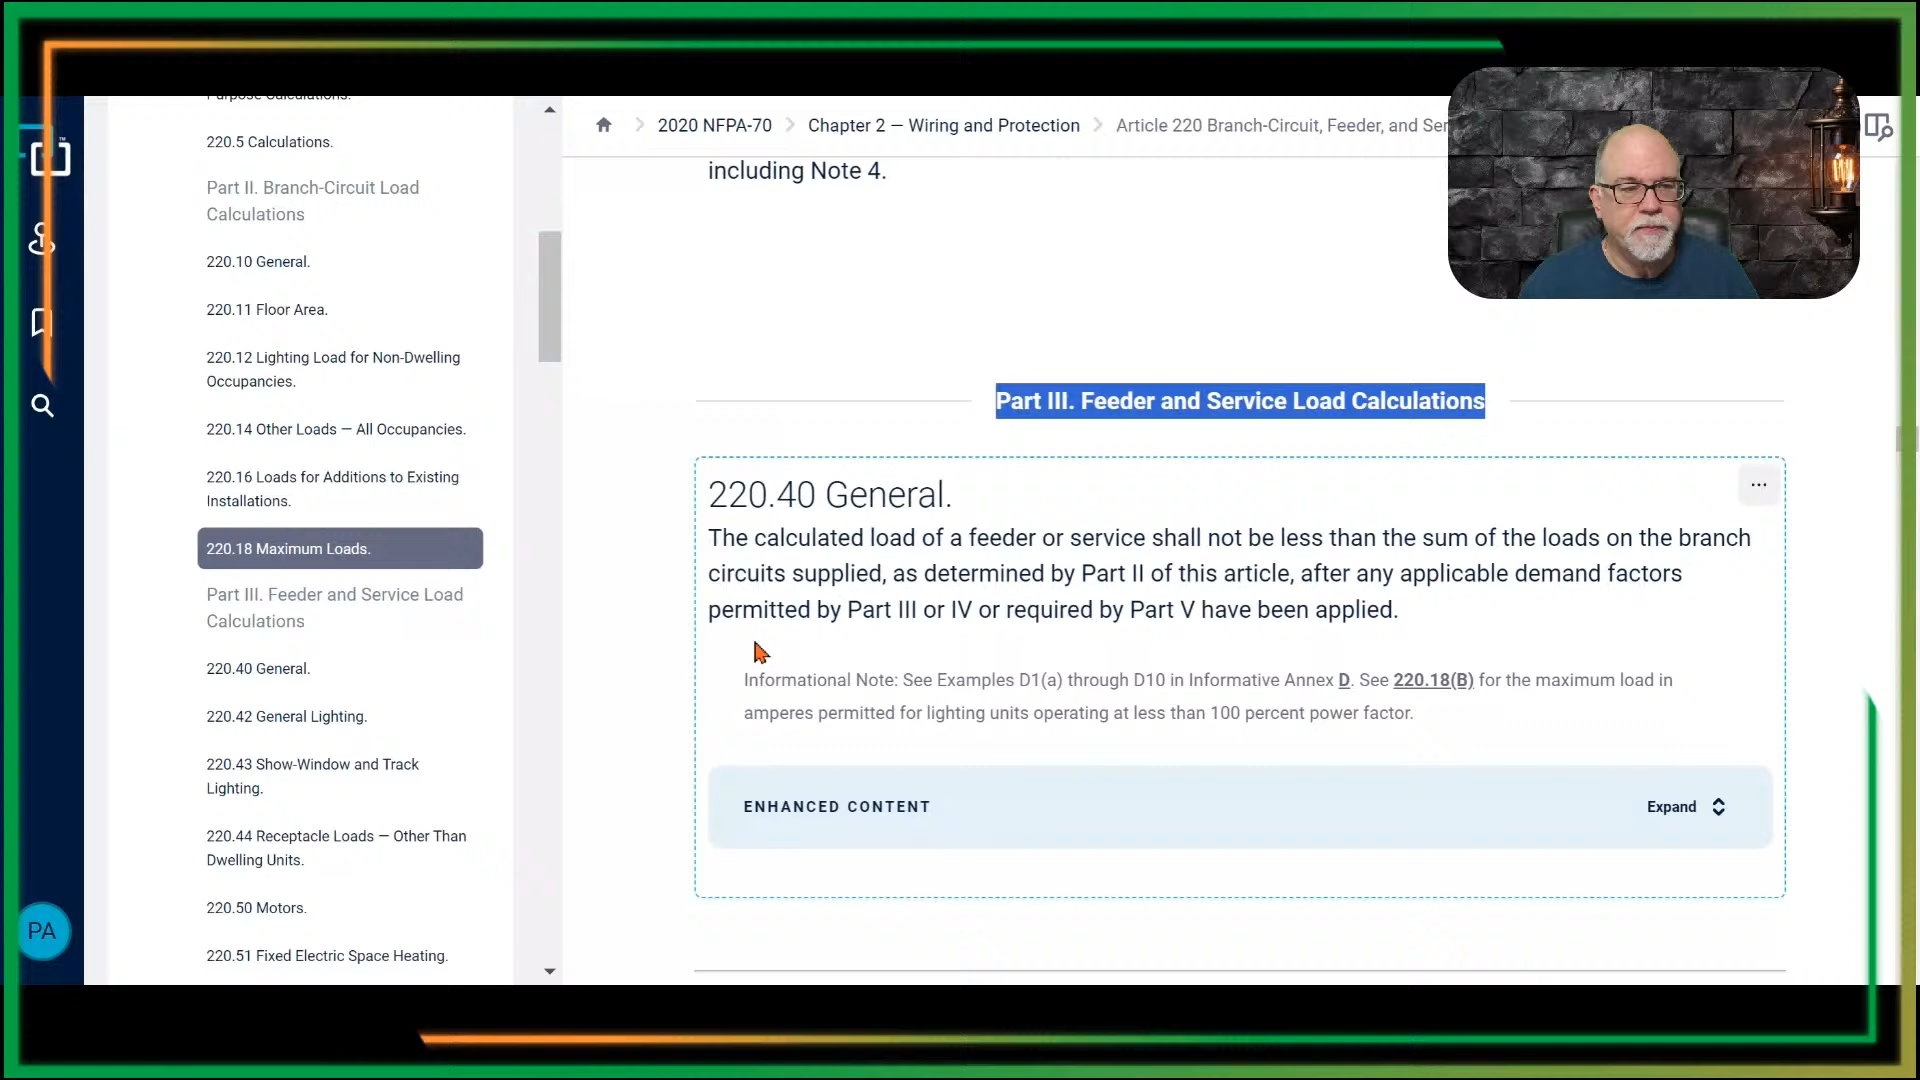 Purpose Calculations.
220.5 Calculations.
Part II. Branch-Circuit Load
Calculations
220.10 General.
220.11 Floor Area.
220.12 Lighting Load for Non-Dwelling
Occupancies.
220.14 Other Loads — All Occupancies.
220.16 Loads for Additions to Existing
Installations.
220.18 Maximum Loads.
Part III. Feeder and Service Load
Calculations
220.40 General.
220.42 General Lighting.
220.43 Show-Window and Track
Lighting.
220.44 Receptacle Loads — Other Than
Dwelling Units.
220.50 Motors.
220.51 Fixed Electric Space Heating.
PA
2020 NFPA-70 Chapter 2 — Wiring and Protection Article 220 Branch-Circuit, Feeder, and Ser
including Note 4.
Part III. Feeder and Service Load Calculations
220.40 General.
The calculated load of a feeder or service shall not be less than the sum of the loads on the branch
circuits supplied, as determined by Part II of this article, after any applicable demand factors
permitted by Part III or IV or required by Part V have been applied.
Informational Note: See Examples D1(a) through D10 in Informative Annex D. See 220.18(B) for the maximum load in
amperes permitted for lighting units operating at less than 100 percent power factor.
ENHANCED CONTENT
Expand